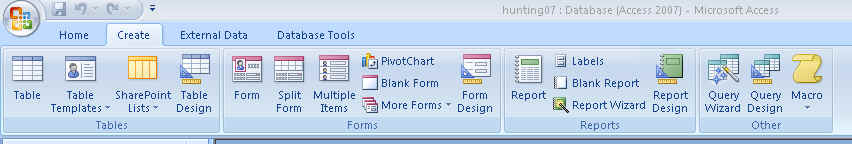 hunting07 : Database (Access 2007) - Microsoft Access
Home Create External Data Database Tools
Table
Table Templates
SharePoint Lists
Table Design
Tables
Form
Split Form
Multiple Items
PivotChart
Blank Form
More Forms
Form Design
Forms
Report
Labels
Blank Report
Report Wizard
Report Design
Reports
Query Wizard
Query Design
Macro
Other